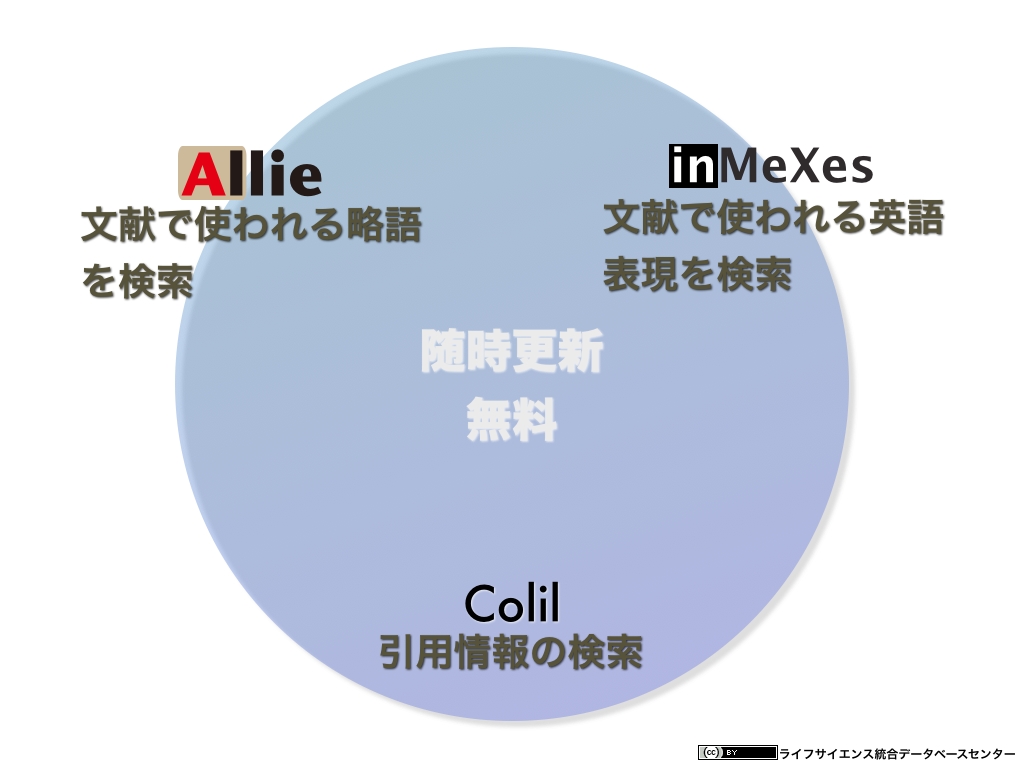 Allie
文献で使われる略語
を検索
inMeXes
文献で使われる英語
表現を検索
随時更新
無料
Colil
引用情報の検索
cc BY ライフサイエンス統合データベースセンター